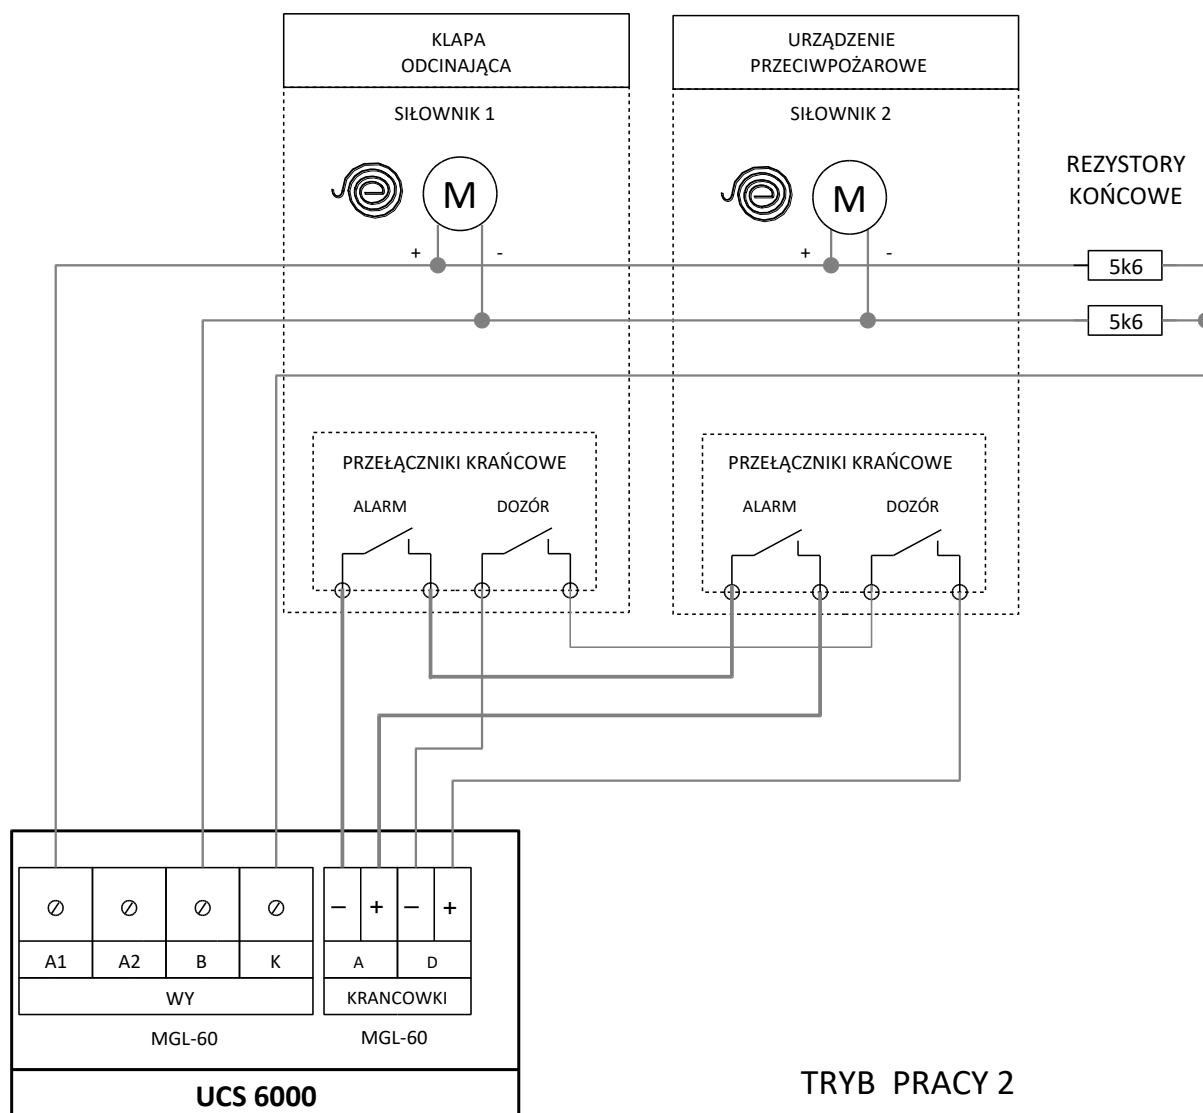 KLAPA
ODCINAJĄCA
URZĄDZENIE
PRZECIWPOŻAROWE
SIŁOWNIK 1
SIŁOWNIK 2
REZYSTORY
KOŃCOWE
M
M
+ -
+ -
5k6
5k6
PRZEŁĄCZNIKI KRAŃCOWE
PRZEŁĄCZNIKI KRAŃCOWE
ALARM DOZÓR
ALARM DOZÓR
− + − +
A1 A2 B K
A D
WY
KRANCOWKI
MGL-60
MGL-60
UCS 6000
TRYB PRACY 2